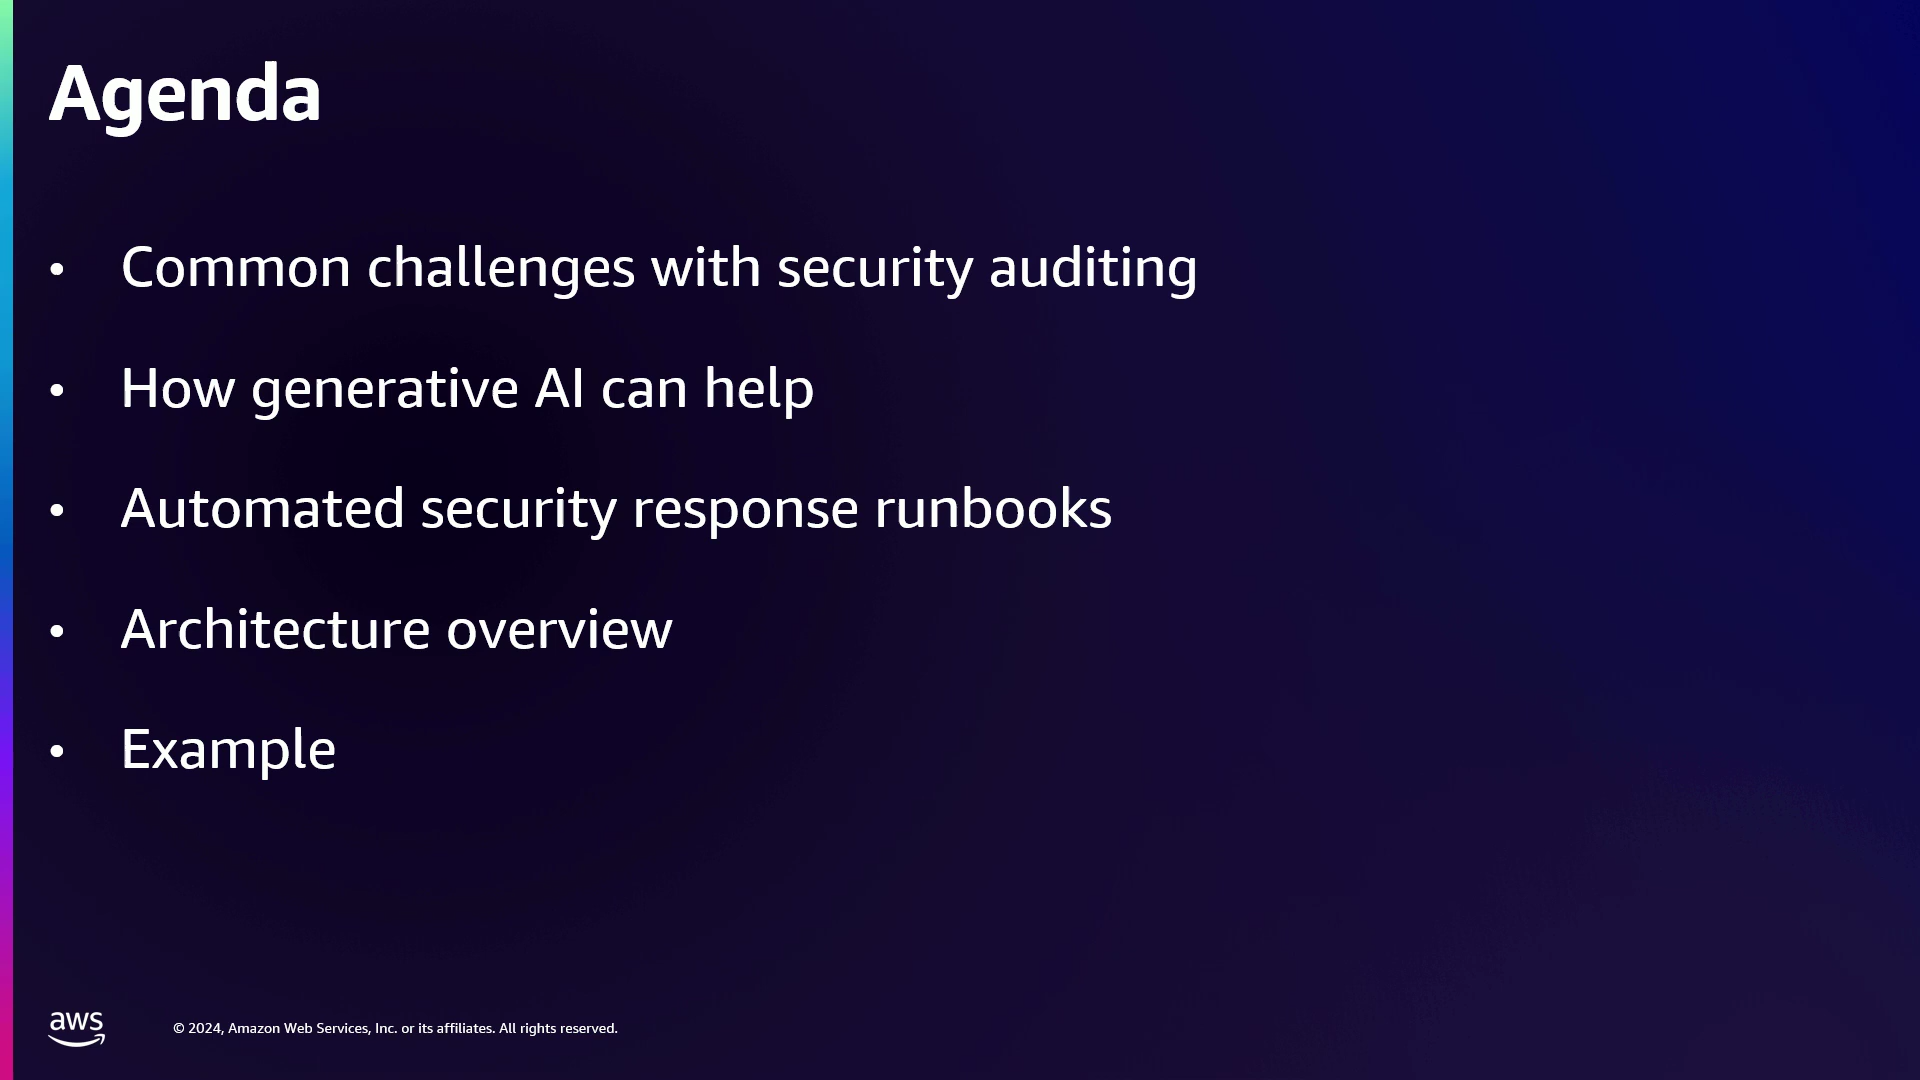 Agenda
• Common challenges with security auditing
• How generative AI can help
• Automated security response runbooks
• Architecture overview
• Example
aws
© 2024, Amazon Web Services, Inc. or its affiliates. All rights reserved.